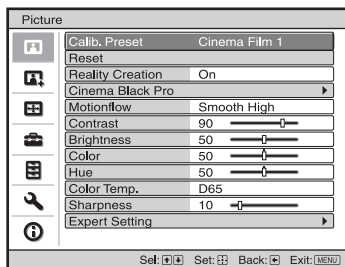 Picture
Calib. Preset Cinema Film 1
Reset
Reality Creation On
Cinema Black Pro
Motionflow Smooth High
Contrast 90
Brightness 50
Color 50
Hue 50
Color Temp. D65
Sharpness 10
Expert Setting
Sel: Set: Back: Exit: MENU